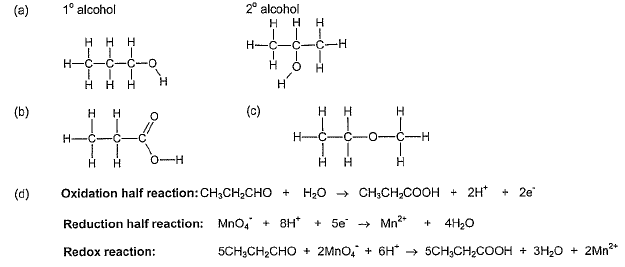 (a) 1° alcohol 2° alcohol
H H H
H—C—C—C—O
H H H H
H H H
H—C—C—C—H
H O H
H
(b)
H H O
H—C—C—C
H H O—H
(c)
H H H
H—C—C—O—C—H
H H H
(d) Oxidation half reaction: CH₃CH₂CHO + H₂O → CH₃CH₂COOH + 2H⁺ + 2e⁻
Reduction half reaction: MnO₄⁻ + 8H⁺ + 5e⁻ → Mn²⁺ + 4H₂O
Redox reaction: 5CH₃CH₂CHO + 2MnO₄⁻ + 6H⁺ → 5CH₃CH₂COOH + 3H₂O + 2Mn²⁺